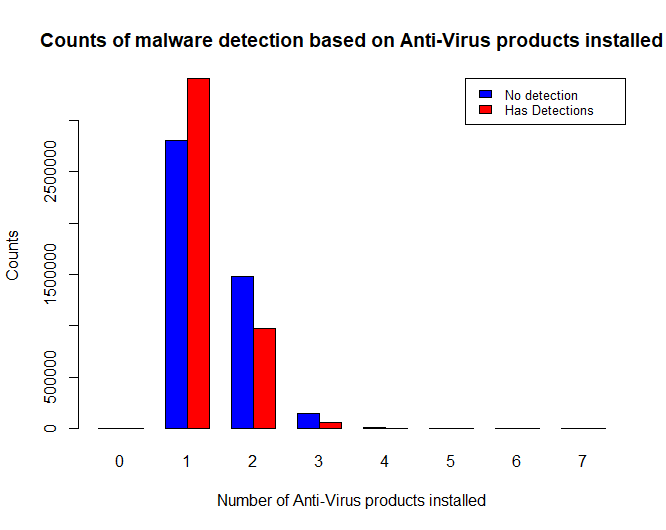 Counts of malware detection based on Anti-Virus products installed
No detection
Has Detections
Counts
2500000
1500000
500000
0
0 1 2 3 4 5 6 7
Number of Anti-Virus products installed